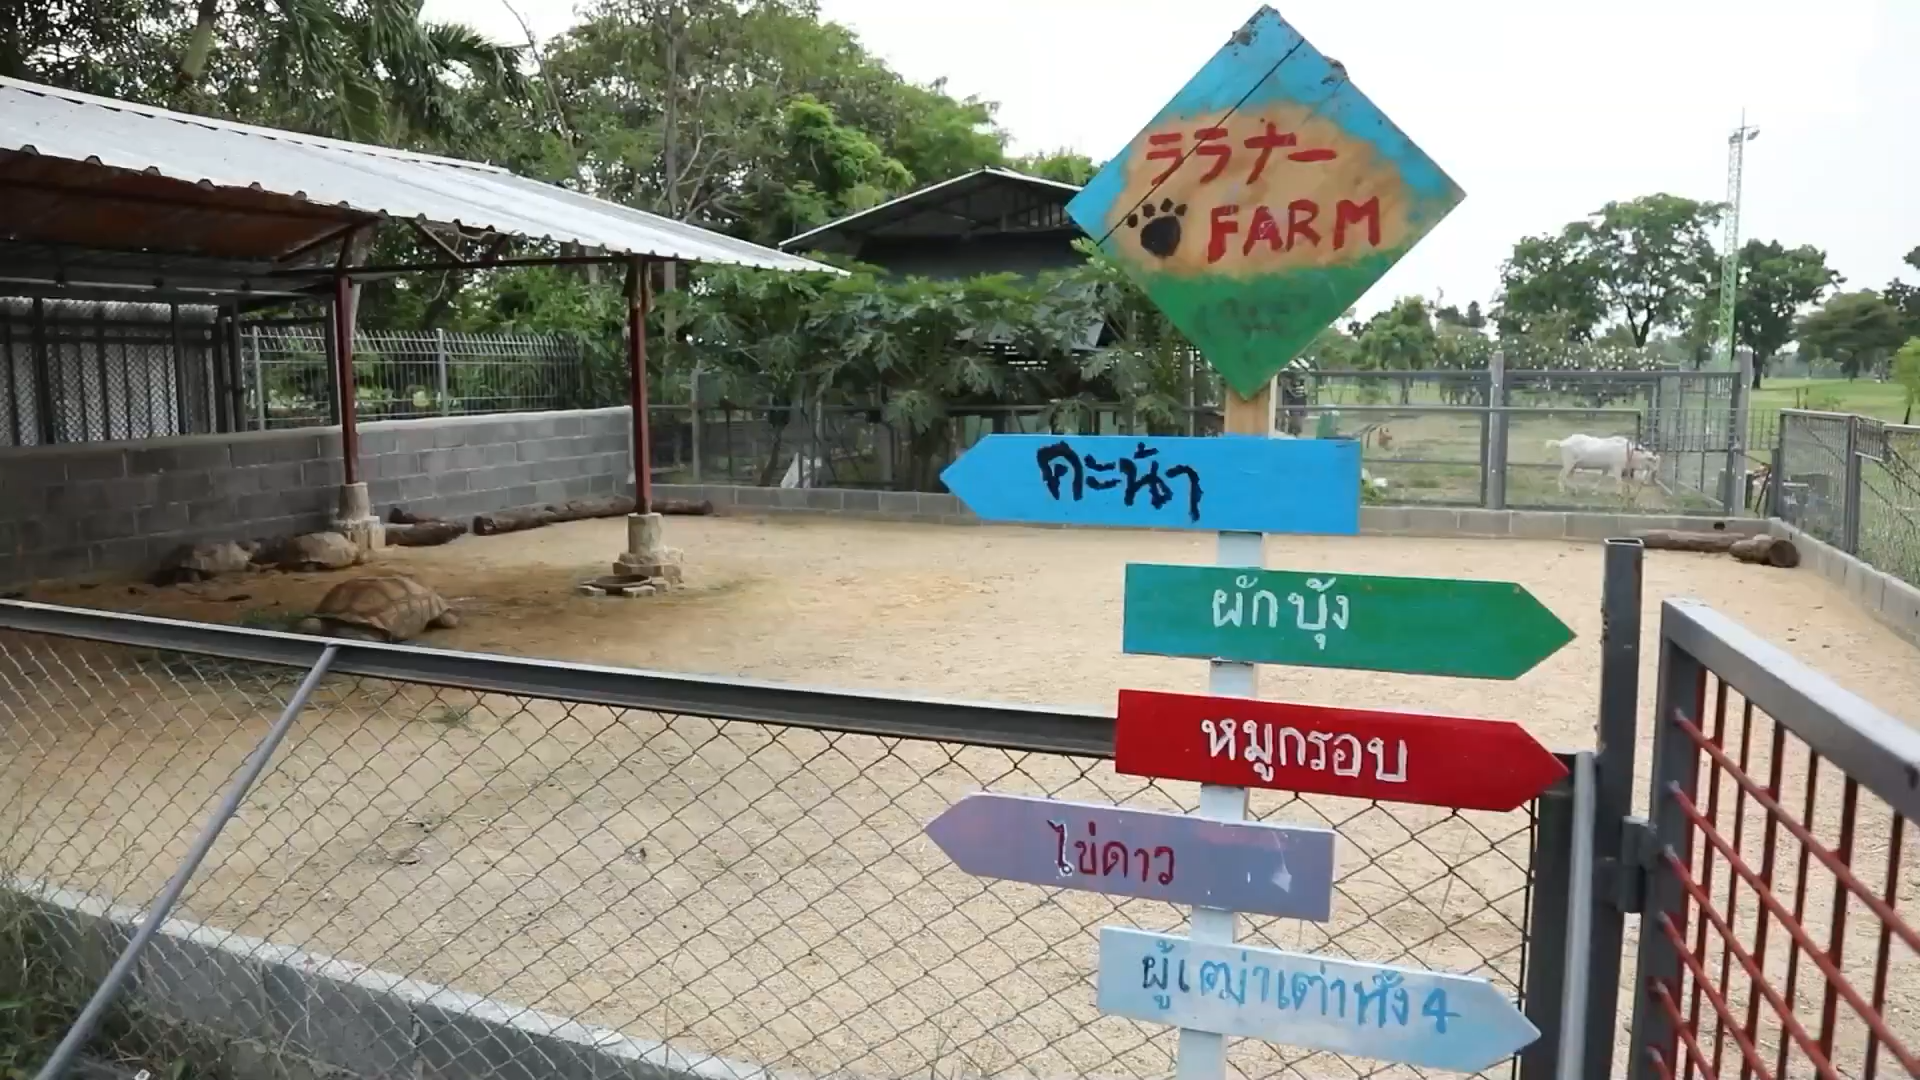 ララナー
FARM
คะน้า
ผักบุ้ง
หมูกรอบ
ไข่ดาว
ผู้เฒ่าเต่าทั้ง 4